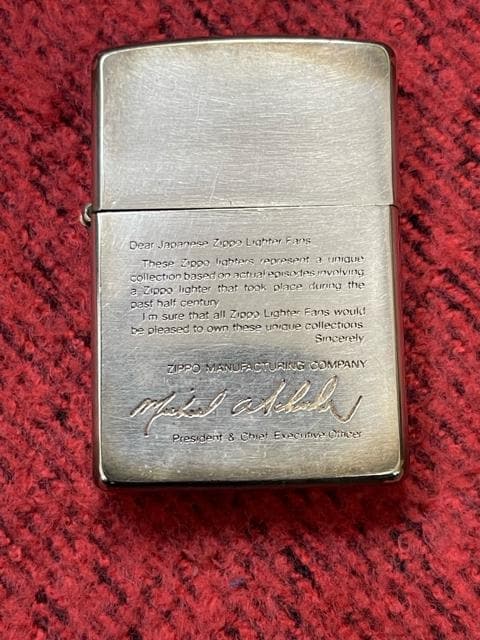 Dear Japanese Zippo Lighter Fans
These Zippo lighters represent a unique
collection based on actual episodes involving
a Zippo lighter that took place during the
past half century.
I'm sure that all Zippo Lighter Fans would
be pleased to own these unique collections.
Sincerely
ZIPPO MANUFACTURING COMPANY
Michael A Schuler
President & Chief Executive Officer